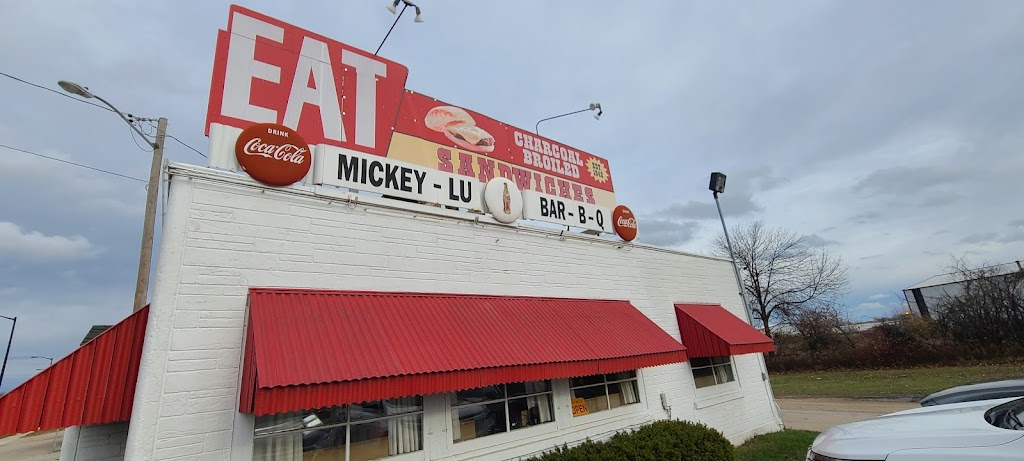 EAT
CHARCOAL
BROILED
SANDWICHES
DRINK
Coca-Cola
MICKEY - LU
BAR - B - Q
Coca-Cola
OPEN